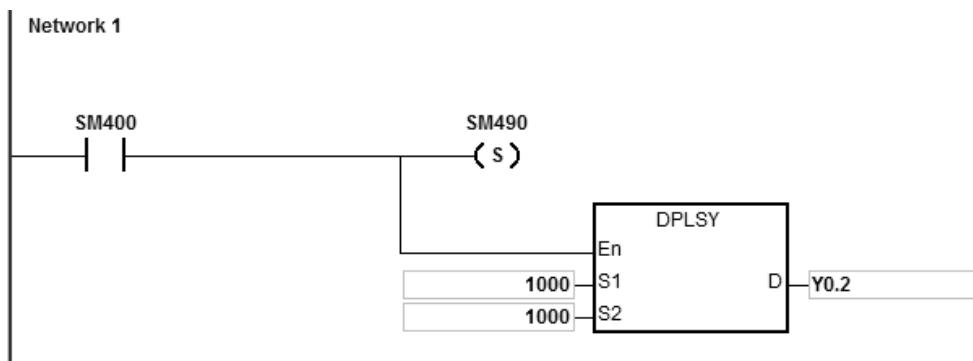 Network 1
SM400
SM490
( S )
DPLSY
En
1000 S1 D Y0.2
1000 S2